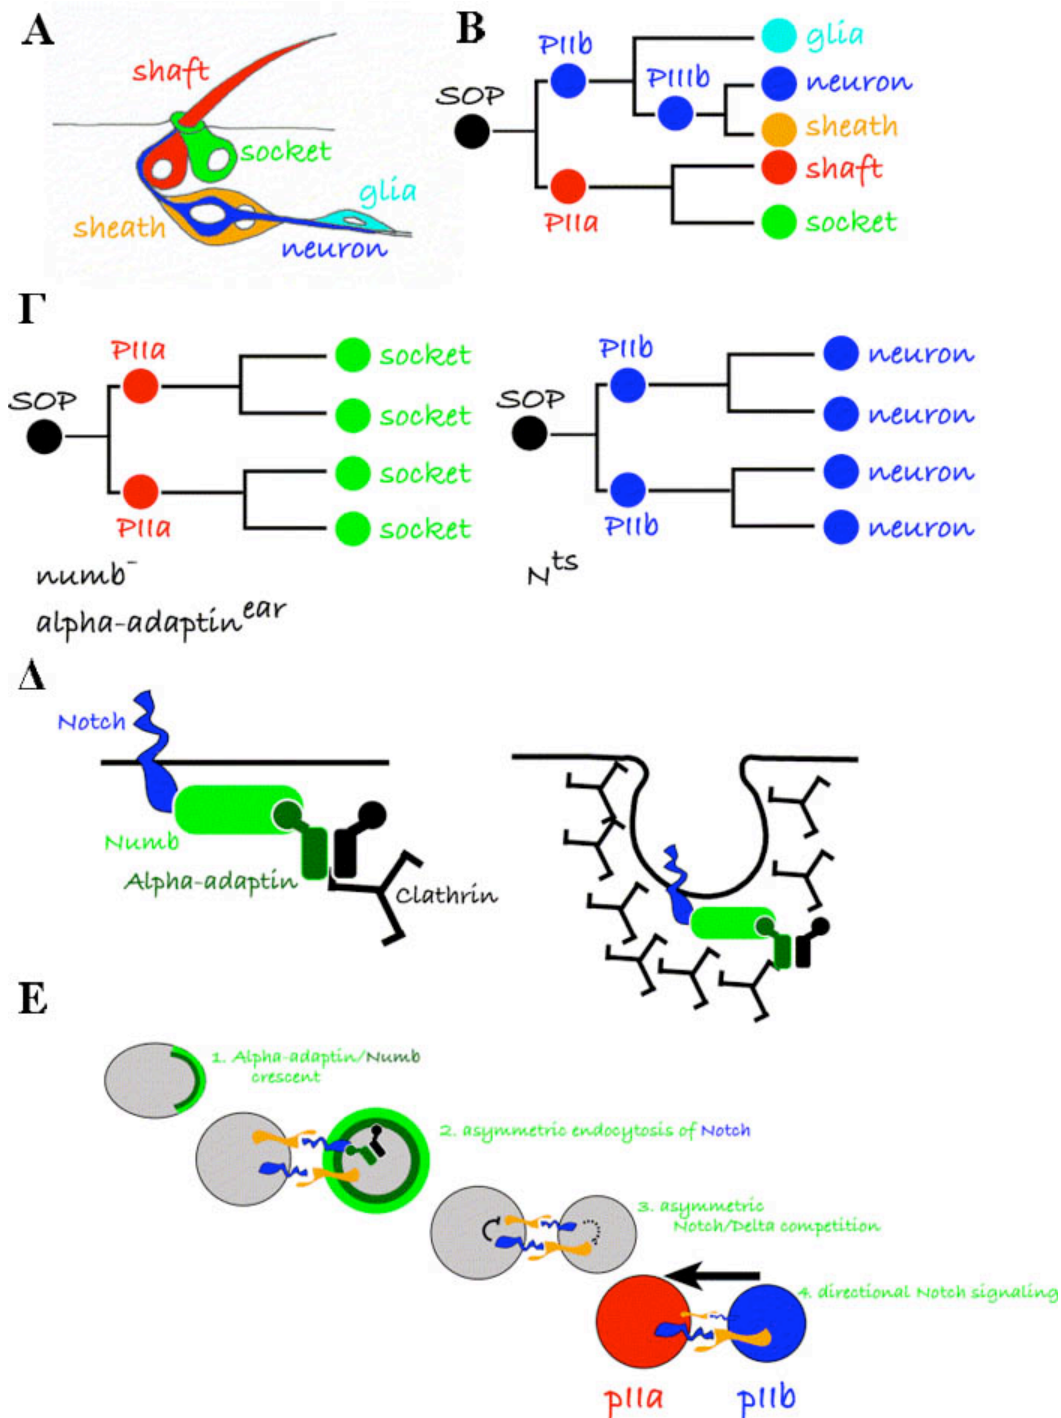 A
shaft
socket
glia
sheath
neuron
B
PIIb
glia
PIIIb
neuron
SOP
sheath
shaft
PIIa
socket
Γ
PIIa
socket
SOP
socket
socket
PIIa
socket
numb⁻
alpha-adaptin^ear
PIIb
neuron
SOP
neuron
neuron
PIIb
neuron
N^ts
Δ
Notch
Numb
Alpha-adaptin
Clathrin
E
1. Alpha-adaptin/Numb
crescent
2. asymmetric endocytosis of Notch
3. asymmetric
Notch/Delta competition
4. directional Notch signaling
pIIa
pIIb